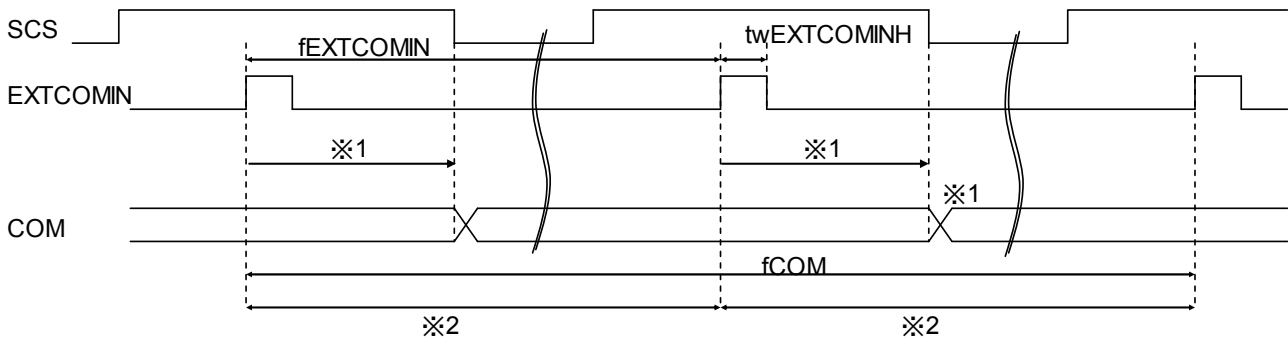 SCS
fEXTCOMIN
twEXTCOMINH
EXTCOMIN
※1
※1
※1
COM
fCOM
※2
※2